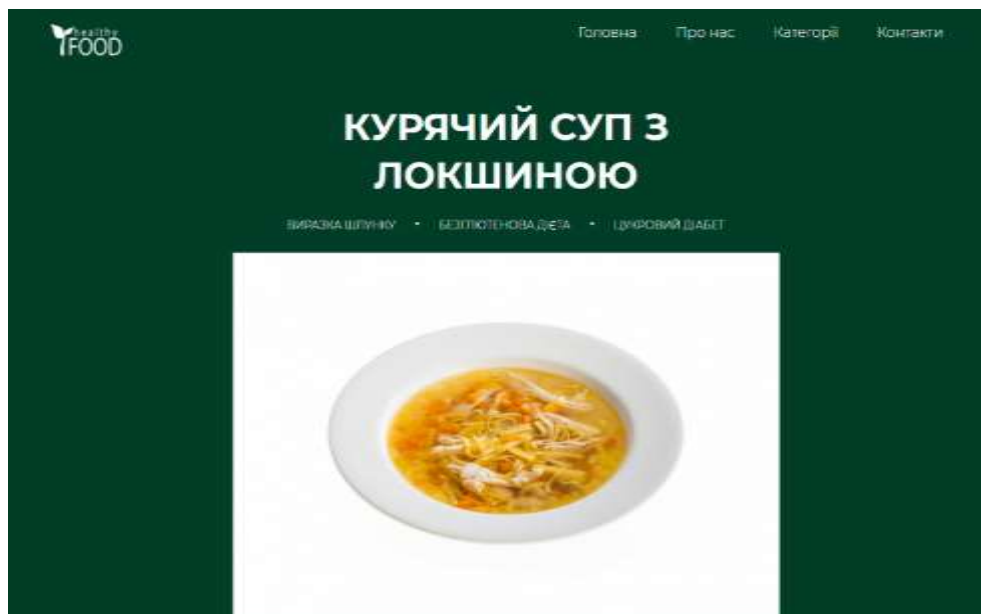 healthy
FOOD
Головна Про нас Категорії Контакти
КУРЯЧИЙ СУП З
ЛОКШИНОЮ
ВИРАЗКА ШЛУНКУ • БЕЗГЛЮТЕНОВА ДІЄТА • ЦУКРОВИЙ ДІАБЕТ